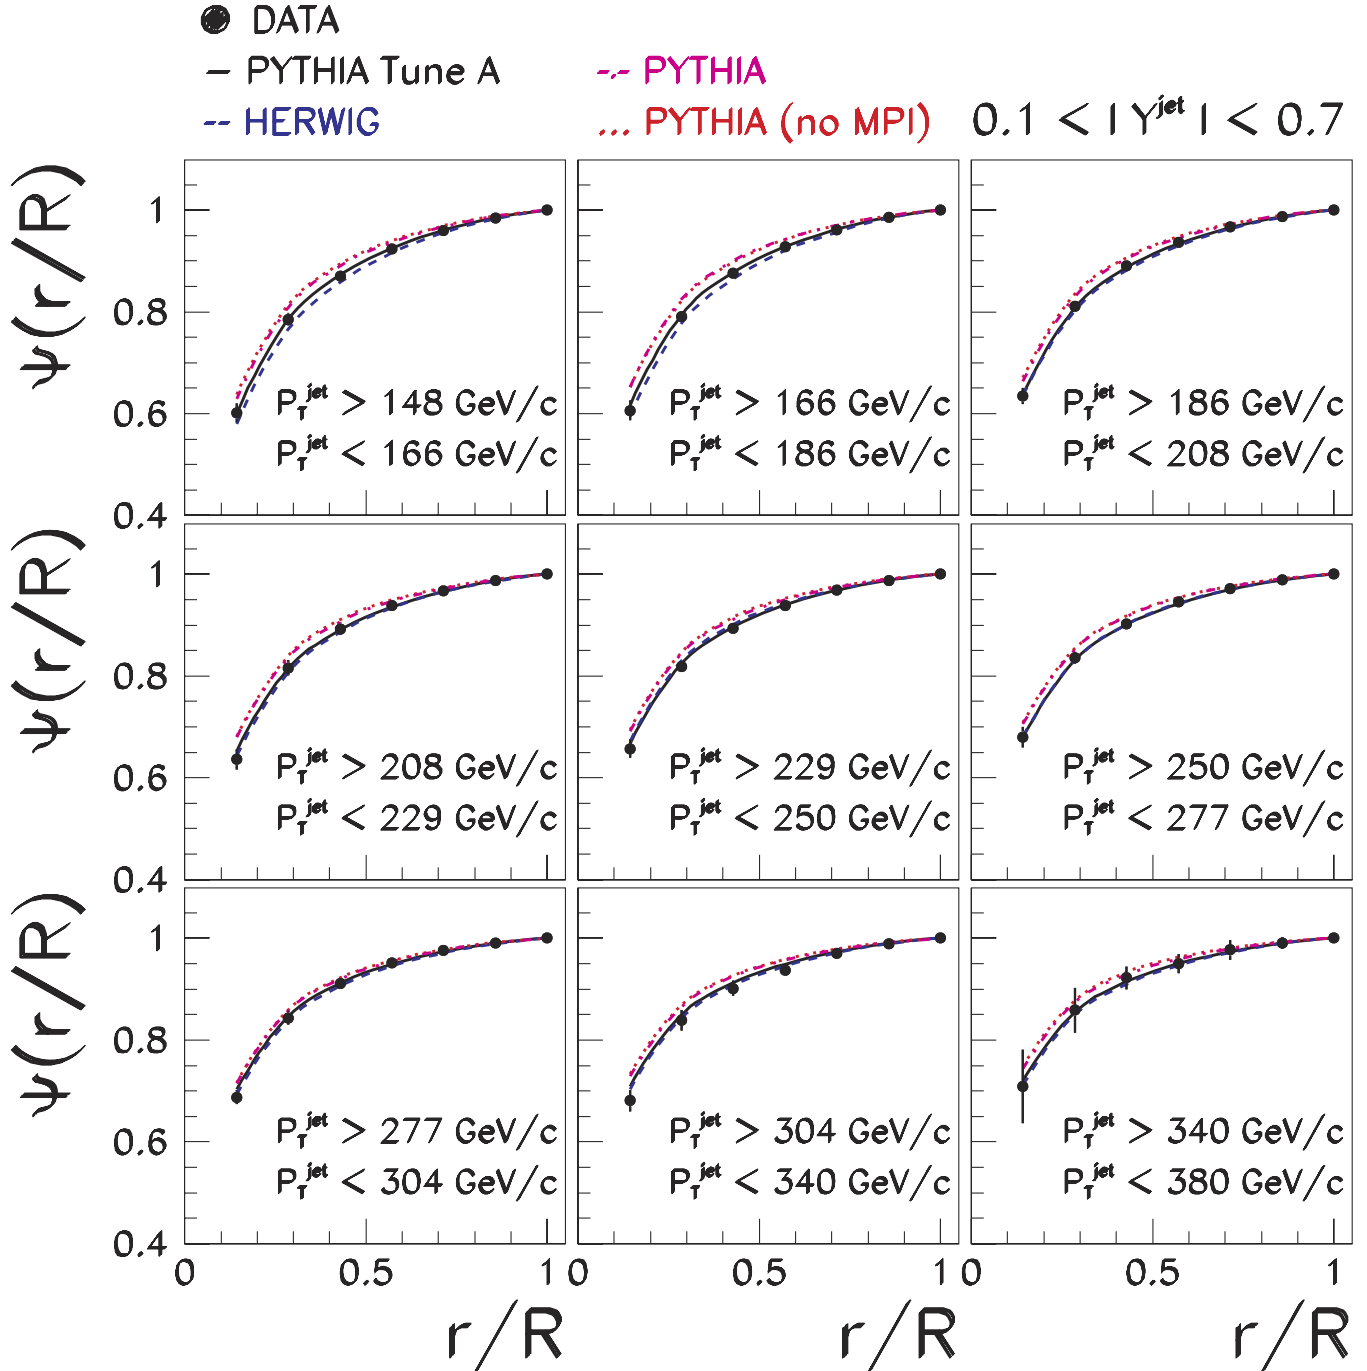 DATA
PYTHIA Tune A
PYTHIA
HERWIG
PYTHIA (no MPI)
0.1 < | Y^jet | < 0.7
ψ(r/R)
1
0.8
0.6
0.4
P_T^jet > 148 GeV/c
P_T^jet < 166 GeV/c
P_T^jet > 166 GeV/c
P_T^jet < 186 GeV/c
P_T^jet > 186 GeV/c
P_T^jet < 208 GeV/c
ψ(r/R)
1
0.8
0.6
0.4
P_T^jet > 208 GeV/c
P_T^jet < 229 GeV/c
P_T^jet > 229 GeV/c
P_T^jet < 250 GeV/c
P_T^jet > 250 GeV/c
P_T^jet < 277 GeV/c
ψ(r/R)
1
0.8
0.6
0.4
P_T^jet > 277 GeV/c
P_T^jet < 304 GeV/c
P_T^jet > 304 GeV/c
P_T^jet < 340 GeV/c
P_T^jet > 340 GeV/c
P_T^jet < 380 GeV/c
0 0.5 1 0 0.5 1 0 0.5 1
r/R r/R r/R